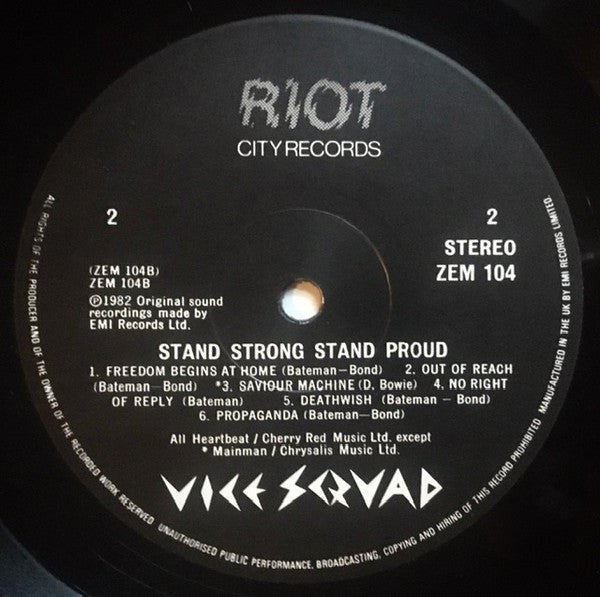 RIOT
CITY RECORDS
2
2
STEREO
ZEM 104
(ZEM 104B)
ZEM 104B
℗1982 Original sound
recordings made by
EMI Records Ltd.
STAND STRONG STAND PROUD
1. FREEDOM BEGINS AT HOME (Bateman-Bond) 2. OUT OF REACH
(Bateman-Bond) *3. SAVIOUR MACHINE (D. Bowie) 4. NO RIGHT
OF REPLY (Bateman) 5. DEATHWISH (Bateman - Bond)
6. PROPAGANDA (Bateman-Bond)
All Heartbeat / Cherry Red Music Ltd. except
* Mainman / Chrysalis Music Ltd.
VICE SQVAD
ALL RIGHTS OF THE PRODUCER AND OF THE OWNER OF THE RECORDED WORK RESERVED UNAUTHORISED PUBLIC PERFORMANCE, BROADCASTING, COPYING AND HIRING OF THIS RECORD PROHIBITED MANUFACTURED IN THE UK BY EMI RECORDS LIMITED.